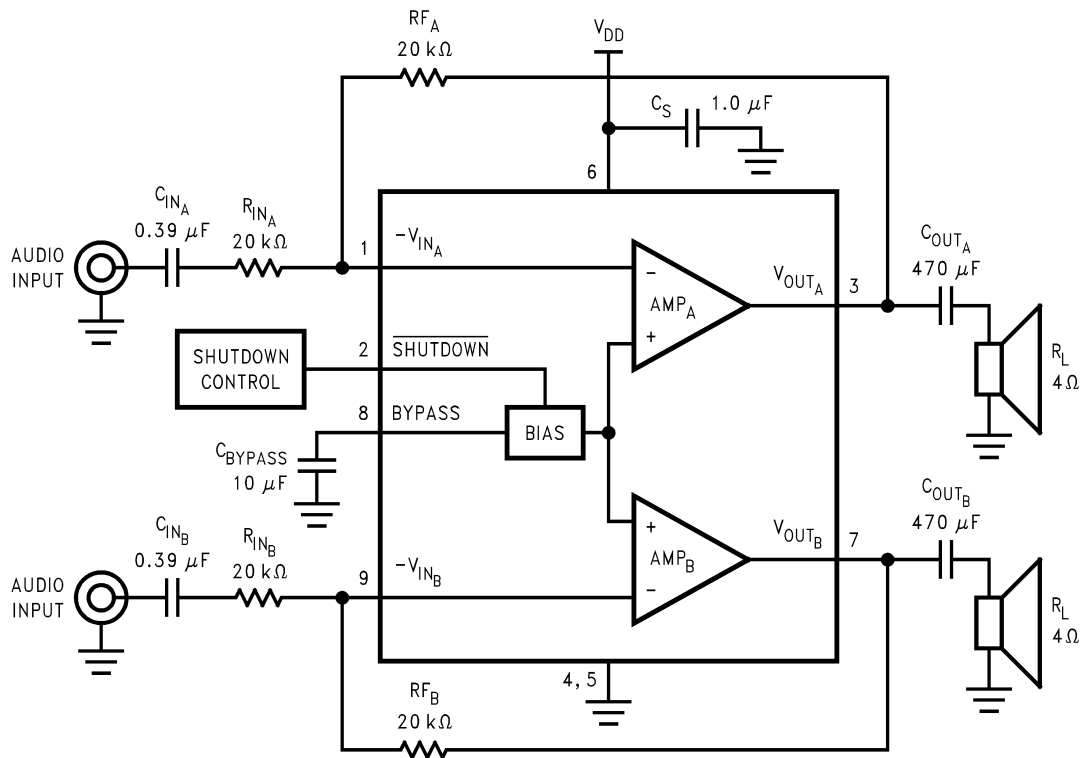 RF_A
20 kΩ
V_DD
C_S
1.0 µF
6
C_IN_A
0.39 µF
R_IN_A
20 kΩ
AUDIO
INPUT
1
-V_IN_A
-
AMP_A
+
V_OUT_A
3
C_OUT_A
470 µF
R_L
4Ω
SHUTDOWN
CONTROL
2
SHUTDOWN
8
BYPASS
BIAS
C_BYPASS
10 µF
C_IN_B
0.39 µF
R_IN_B
20 kΩ
AUDIO
INPUT
9
-V_IN_B
+
AMP_B
-
V_OUT_B
7
C_OUT_B
470 µF
R_L
4Ω
4, 5
RF_B
20 kΩ